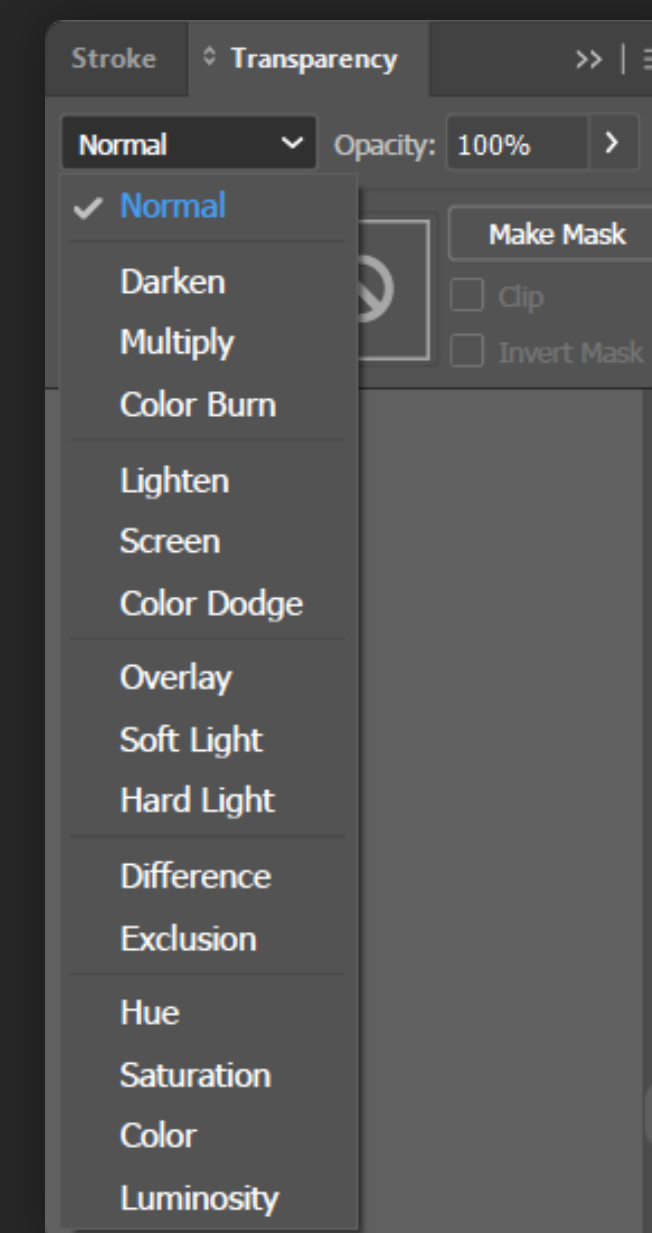 Stroke Transparency >>
Normal Opacity: 100%
Normal
Make Mask
Darken
Clip
Multiply
Invert Mask
Color Burn
Lighten
Screen
Color Dodge
Overlay
Soft Light
Hard Light
Difference
Exclusion
Hue
Saturation
Color
Luminosity